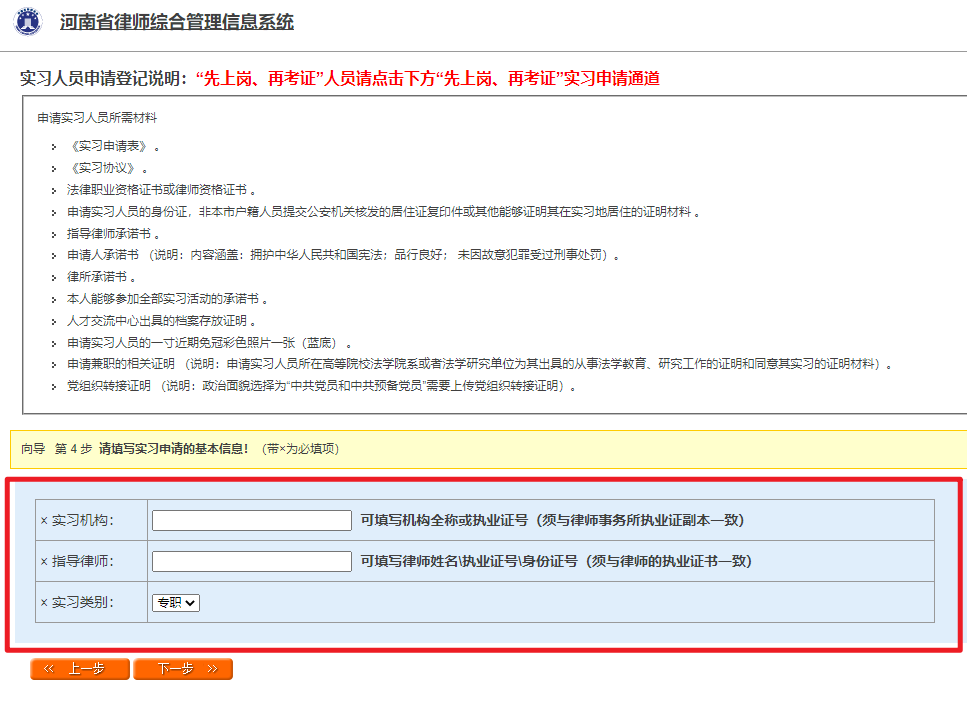 河南省律师综合管理信息系统
实习人员申请登记说明：“先上岗、再考证”人员请点击下方“先上岗、再考证”实习申请通道
申请实习人员所需材料
《实习申请表》 。
《实习协议》 。
法律职业资格证书或律师资格证书 。
申请实习人员的身份证，非本市户籍人员提交公安机关核发的居住证复印件或其他能够证明其在实习地居住的证明材料 。
指导律师承诺书 。
申请人承诺书 （说明：内容涵盖：拥护中华人民共和国宪法；品行良好； 未因故意犯罪受过刑事处罚）。
律所承诺书 。
本人能够参加全部实习活动的承诺书 。
人才交流中心出具的档案存放证明 。
申请实习人员的一寸近期免冠彩色照片一张（蓝底） 。
申请兼职的相关证明 （说明：申请实习人员所在高等院校法学院系或者法学研究单位为其出具的从事法学教育、研究工作的证明和同意其实习的证明材料）。
党组织转接证明 （说明：政治面貌选择为“中共党员和中共预备党员”需要上传党组织转接证明）。
向导 第 4 步 请填写实习申请的基本信息！ （带×为必填项）
× 实习机构： 可填写机构全称或执业证号（须与律师事务所执业证副本一致）
× 指导律师： 可填写律师姓名\执业证号\身份证号（须与律师的执业证书一致）
× 实习类别： 专职
<< 上一步 下一步 >>